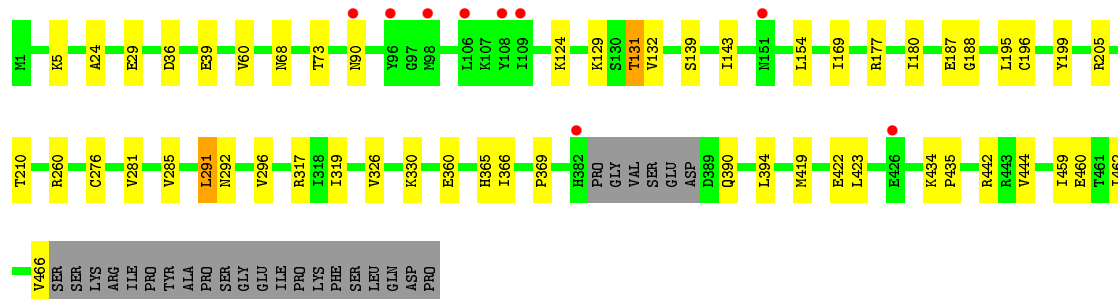 M1 K5 A24 E29 D36 E39 V60 N68 T73 N90 Y96 G97 M98 L106 K107 Y108 I109 K124 K129 S130 T131 V132 S139 I143 N151 L154 I169 R177 I180 E187 G188 L195 C196 Y199 R205
T210 R260 C276 V281 V285 L291 N292 V296 R317 I318 I319 V326 K330 E360 H365 I366 P369 H382 PRO GLY VAL SER GLU ASP D389 Q390 L394 M419 E422 L423 E426 K434 P435 R442 R443 V444 I459 E460 T461 I462
V466 SER SER LYS ARG ILE PRO TYR ALA PRO SER GLY GLU ILE PRO LYS PHE SER LEU GLN ASP PRO